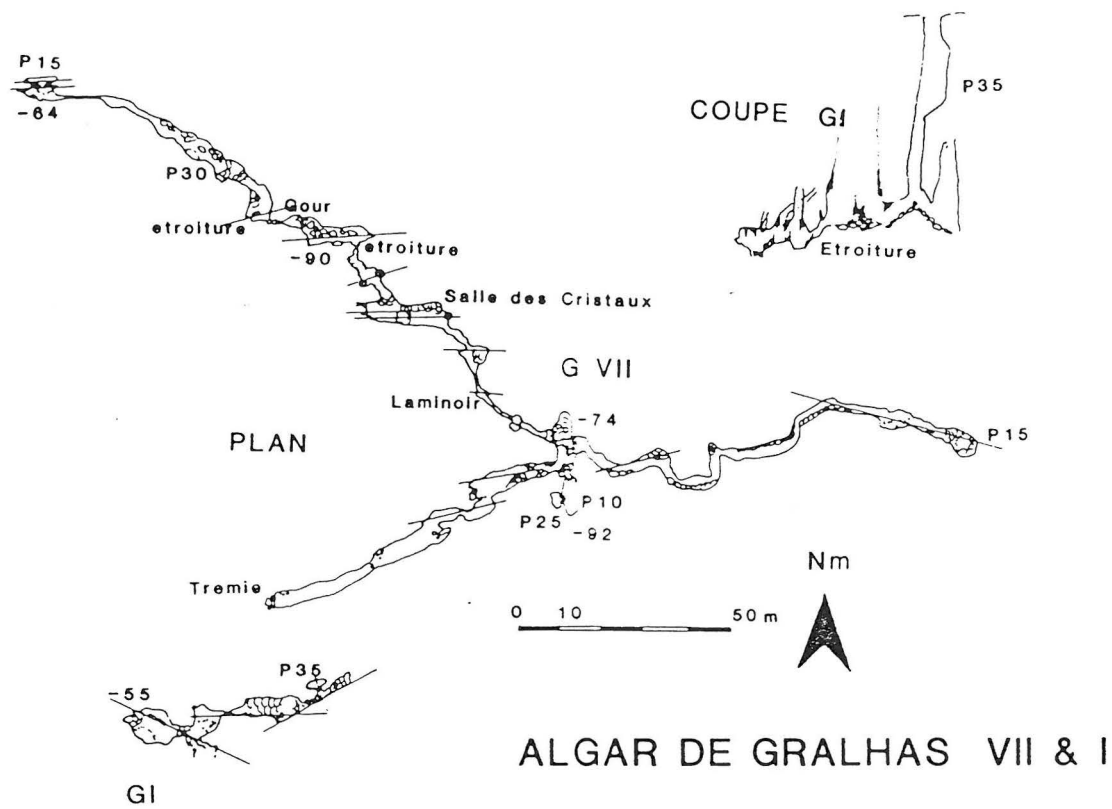 P15
-64
P30
Gour
etroiture
-90
etroiture
Salle des Cristaux
COUPE GI
P35
Etroiture
G VII
Laminoir
-74
PLAN
P15
P10
P25
-92
Tremie
Nm
0 10 50 m
P35
-55
GI
ALGAR DE GRALHAS VII & I